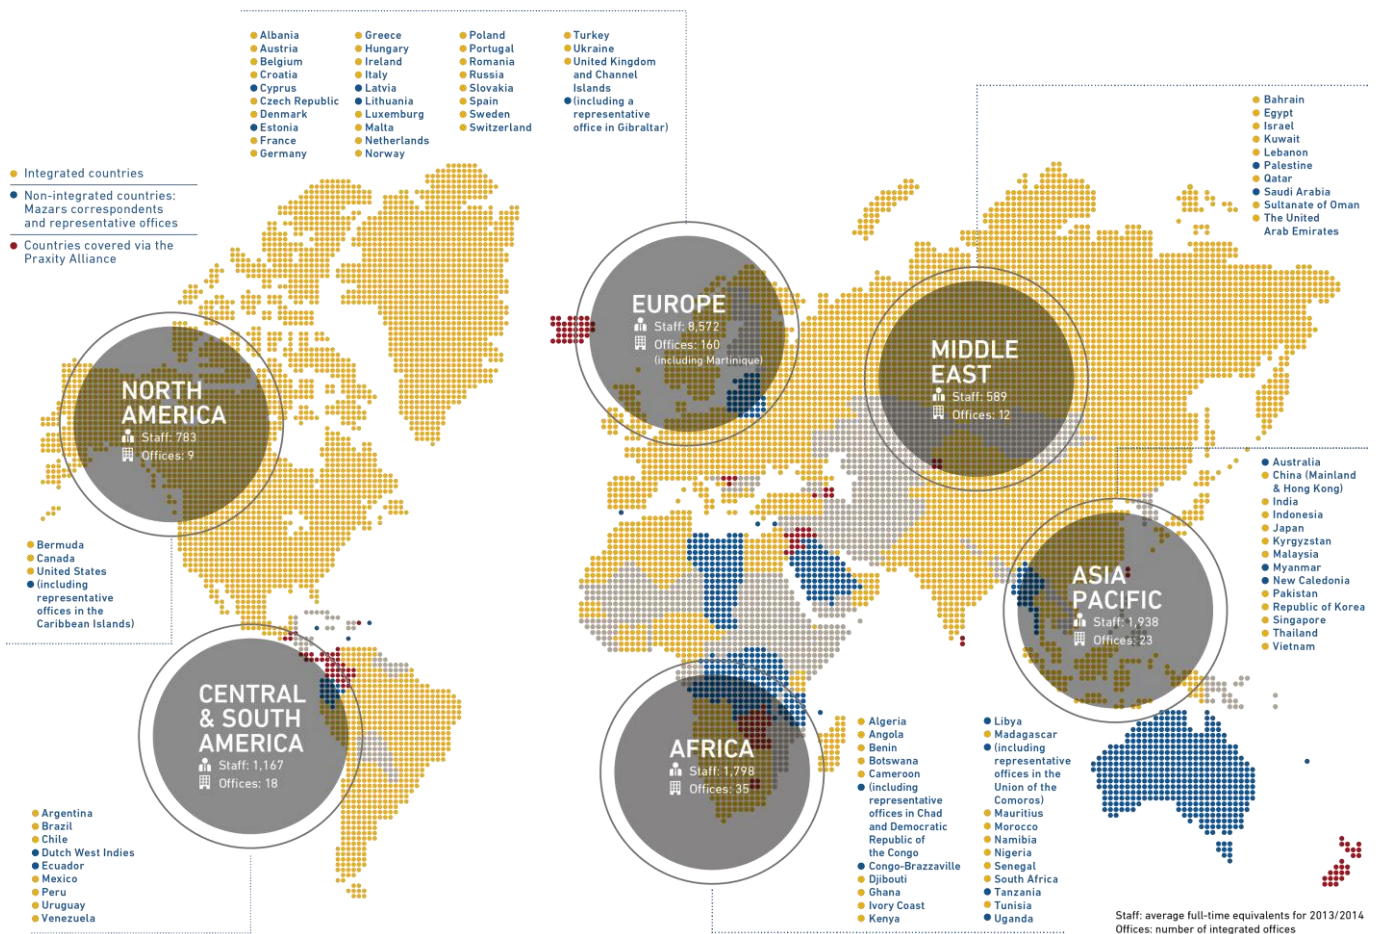 Albania
Austria
Belgium
Croatia
Cyprus
Czech Republic
Denmark
Estonia
France
Germany
Greece
Hungary
Ireland
Italy
Latvia
Lithuania
Luxemburg
Malta
Netherlands
Norway
Poland
Portugal
Romania
Russia
Slovakia
Spain
Sweden
Switzerland
Turkey
Ukraine
United Kingdom
and Channel
Islands
(including a
representative
office in Gibraltar)
Bahrain
Egypt
Israel
Kuwait
Lebanon
Palestine
Qatar
Saudi Arabia
Sultanate of Oman
The United
Arab Emirates
Integrated countries
Non-integrated countries:
Mazars correspondents
and representative offices
Countries covered via the
Praxity Alliance
EUROPE
Staff: 8,572
Offices: 160
(including Martinique)
MIDDLE
EAST
Staff: 589
Offices: 12
NORTH
AMERICA
Staff: 783
Offices: 9
Bermuda
Canada
United States
(including
representative
offices in the
Caribbean Islands)
Australia
China (Mainland
& Hong Kong)
India
Indonesia
Japan
Kyrgyzstan
Malaysia
Myanmar
New Caledonia
Pakistan
Republic of Korea
Singapore
Thailand
Vietnam
ASIA
PACIFIC
Staff: 1,938
Offices: 23
CENTRAL
& SOUTH
AMERICA
Staff: 1,167
Offices: 18
AFRICA
Staff: 1,798
Offices: 35
Argentina
Brazil
Chile
Dutch West Indies
Ecuador
Mexico
Peru
Uruguay
Venezuela
Algeria
Angola
Benin
Botswana
Cameroon
(including
representative
offices in Chad
and Democratic
Republic of
the Congo
Congo-Brazzaville
Djibouti
Ghana
Ivory Coast
Kenya
Libya
Madagascar
(including
representative
offices in the
Union of the
Comoros)
Mauritius
Morocco
Namibia
Nigeria
Senegal
South Africa
Tanzania
Tunisia
Uganda
Staff: average full-time equivalents for 2013/2014
Offices: number of integrated offices